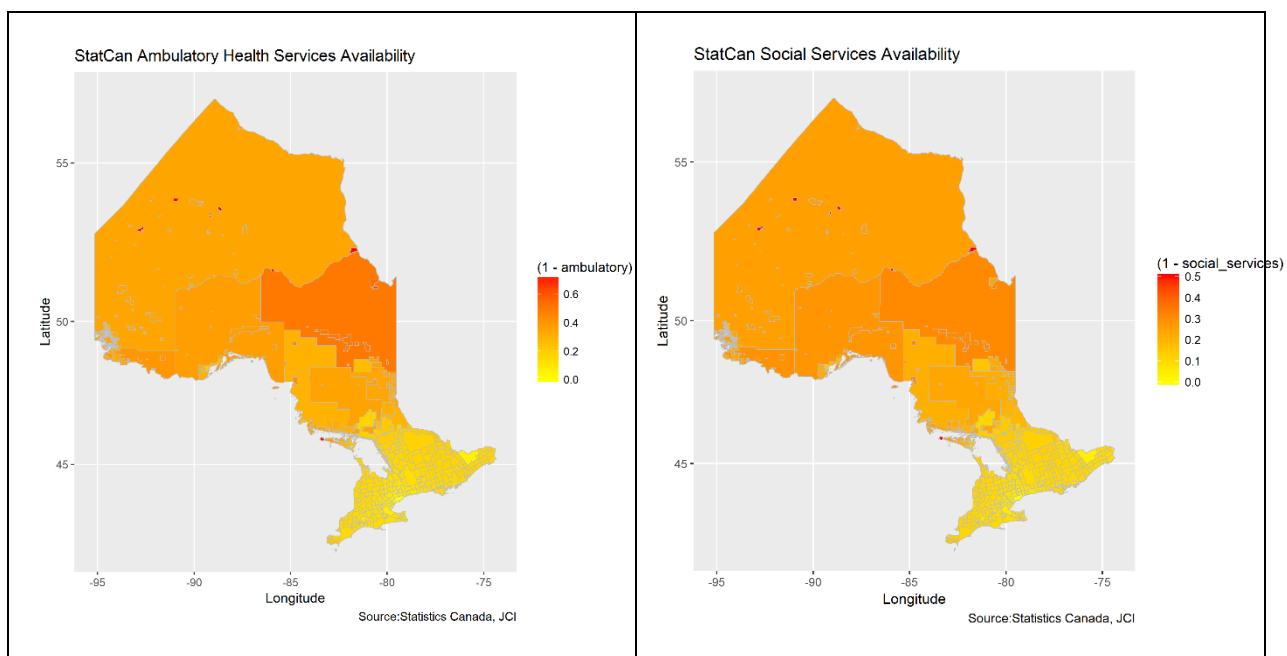 StatCan Ambulatory Health Services Availability
55
50
45
Latitude
-95
-90
-85
-80
-75
Longitude
(1 - ambulatory)
0.6
0.4
0.2
0.0
Source:Statistics Canada, JCI
StatCan Social Services Availability
55
50
45
Latitude
-95
-90
-85
-80
-75
Longitude
(1 - social_services)
0.5
0.4
0.3
0.2
0.1
0.0
Source:Statistics Canada, JCI